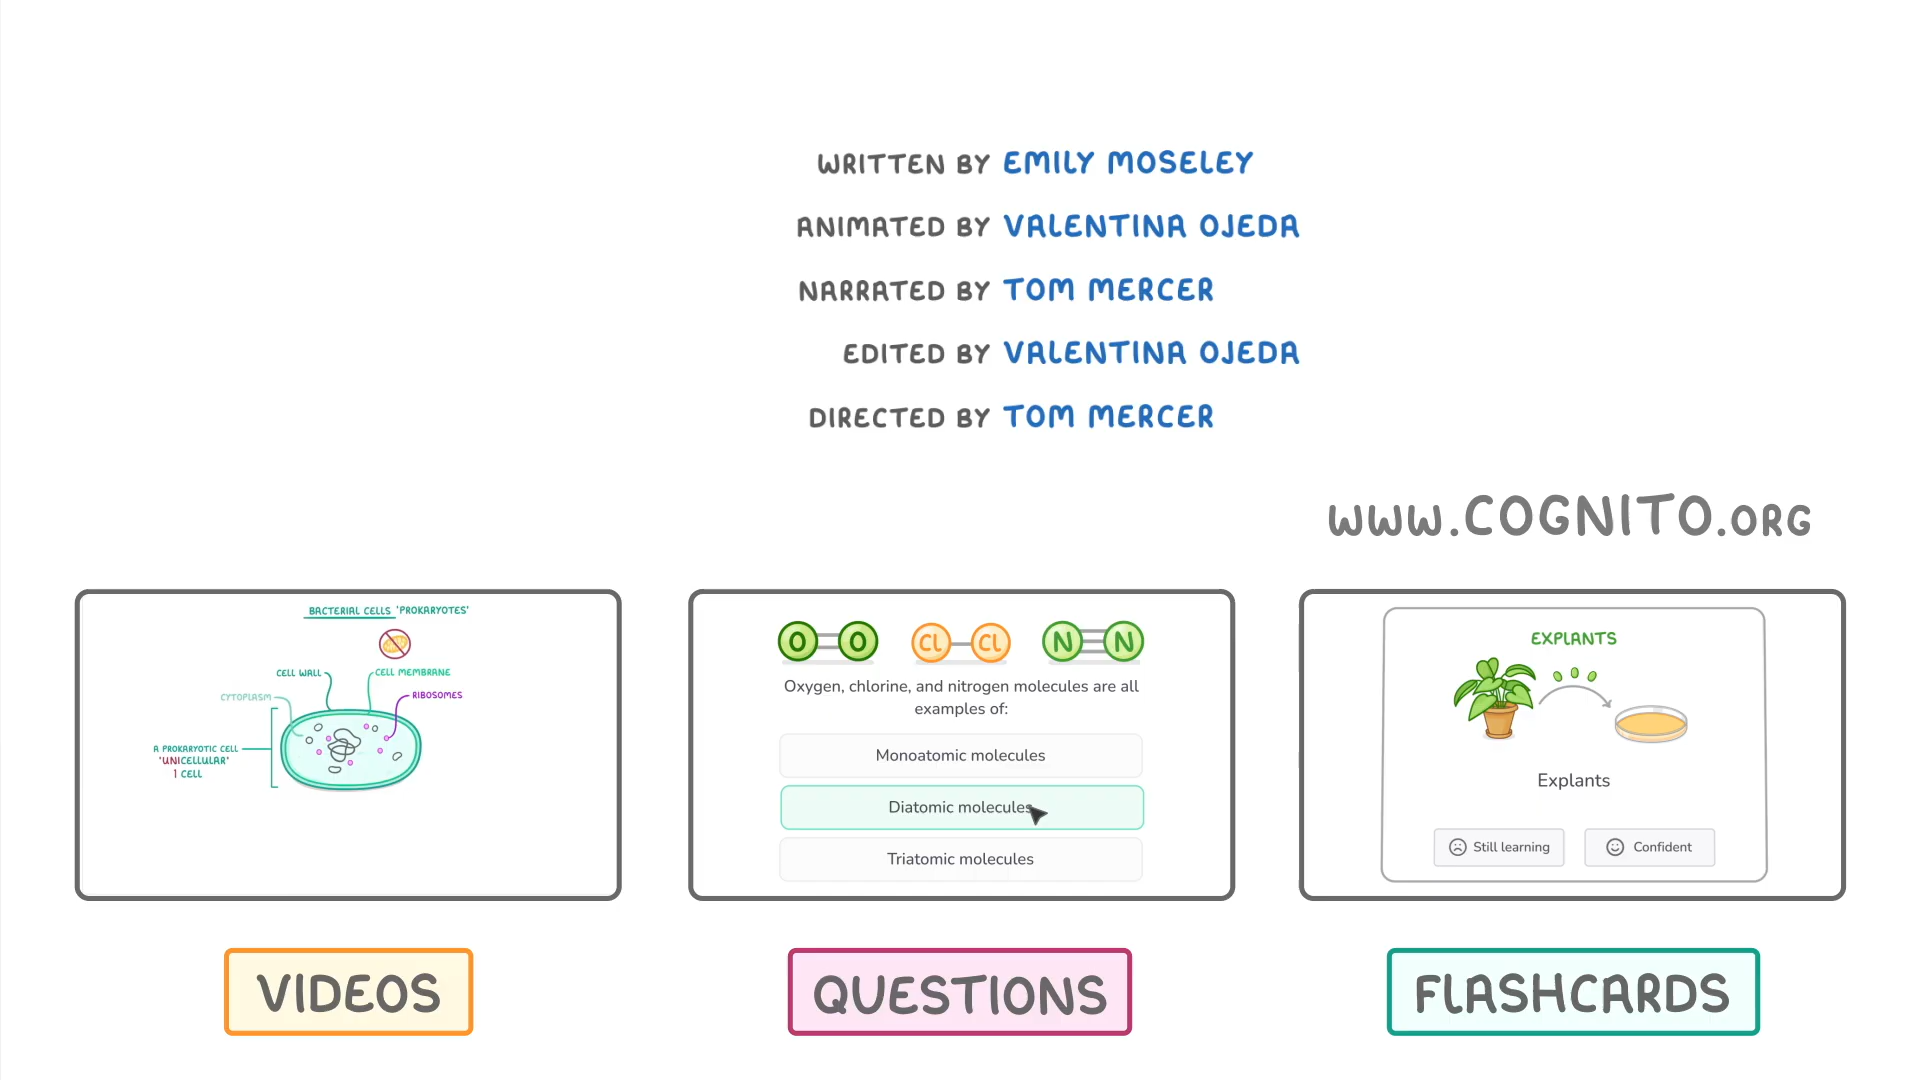 WRITTEN BY EMILY MOSELEY
ANIMATED BY VALENTINA OJEDA
NARRATED BY TOM MERCER
EDITED BY VALENTINA OJEDA
DIRECTED BY TOM MERCER
WWW.COGNITO.ORG
BACTERIAL CELLS 'PROKARYOTES'
CELL WALL
CELL MEMBRANE
CYTOPLASM
RIBOSOMES
A PROKARYOTIC CELL
'UNICELLULAR'
1 CELL
O O Cl Cl N N
Oxygen, chlorine, and nitrogen molecules are all
examples of:
Monoatomic molecules
Diatomic molecules
Triatomic molecules
EXPLANTS
Explants
Still learning
Confident
VIDEOS
QUESTIONS
FLASHCARDS